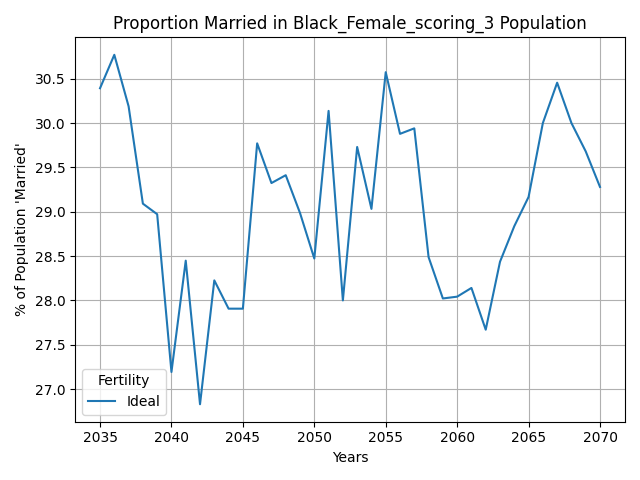 Proportion Married in Black_Female_scoring_3 Population
% of Population 'Married'
30.5
30.0
29.5
29.0
28.5
28.0
27.5
27.0
Fertility
Ideal
2035 2040 2045 2050 2055 2060 2065 2070
Years